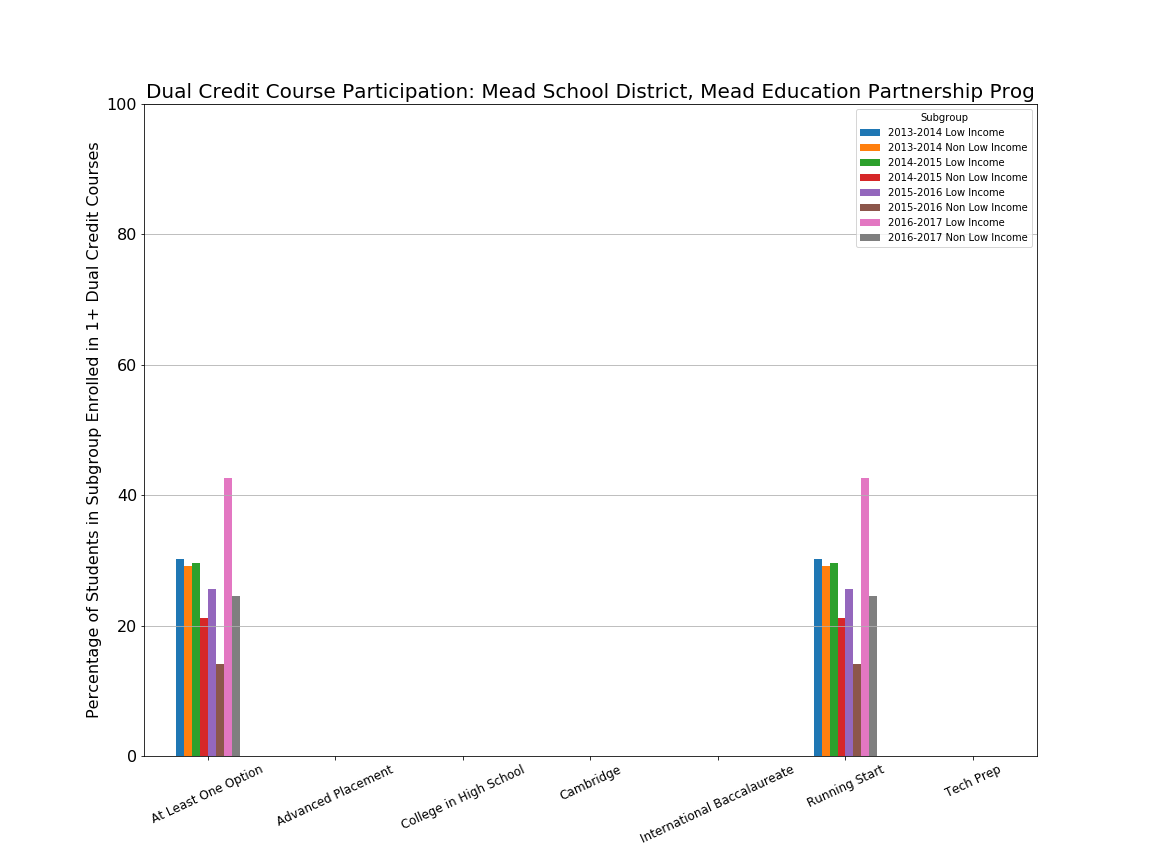 Dual Credit Course Participation: Mead School District, Mead Education Partnership Prog
Percentage of Students in Subgroup Enrolled in 1+ Dual Credit Courses
100
80
60
40
20
0
Subgroup
2013-2014 Low Income
2013-2014 Non Low Income
2014-2015 Low Income
2014-2015 Non Low Income
2015-2016 Low Income
2015-2016 Non Low Income
2016-2017 Low Income
2016-2017 Non Low Income
At Least One Option
Advanced Placement
College in High School
Cambridge
International Baccalaureate
Running Start
Tech Prep